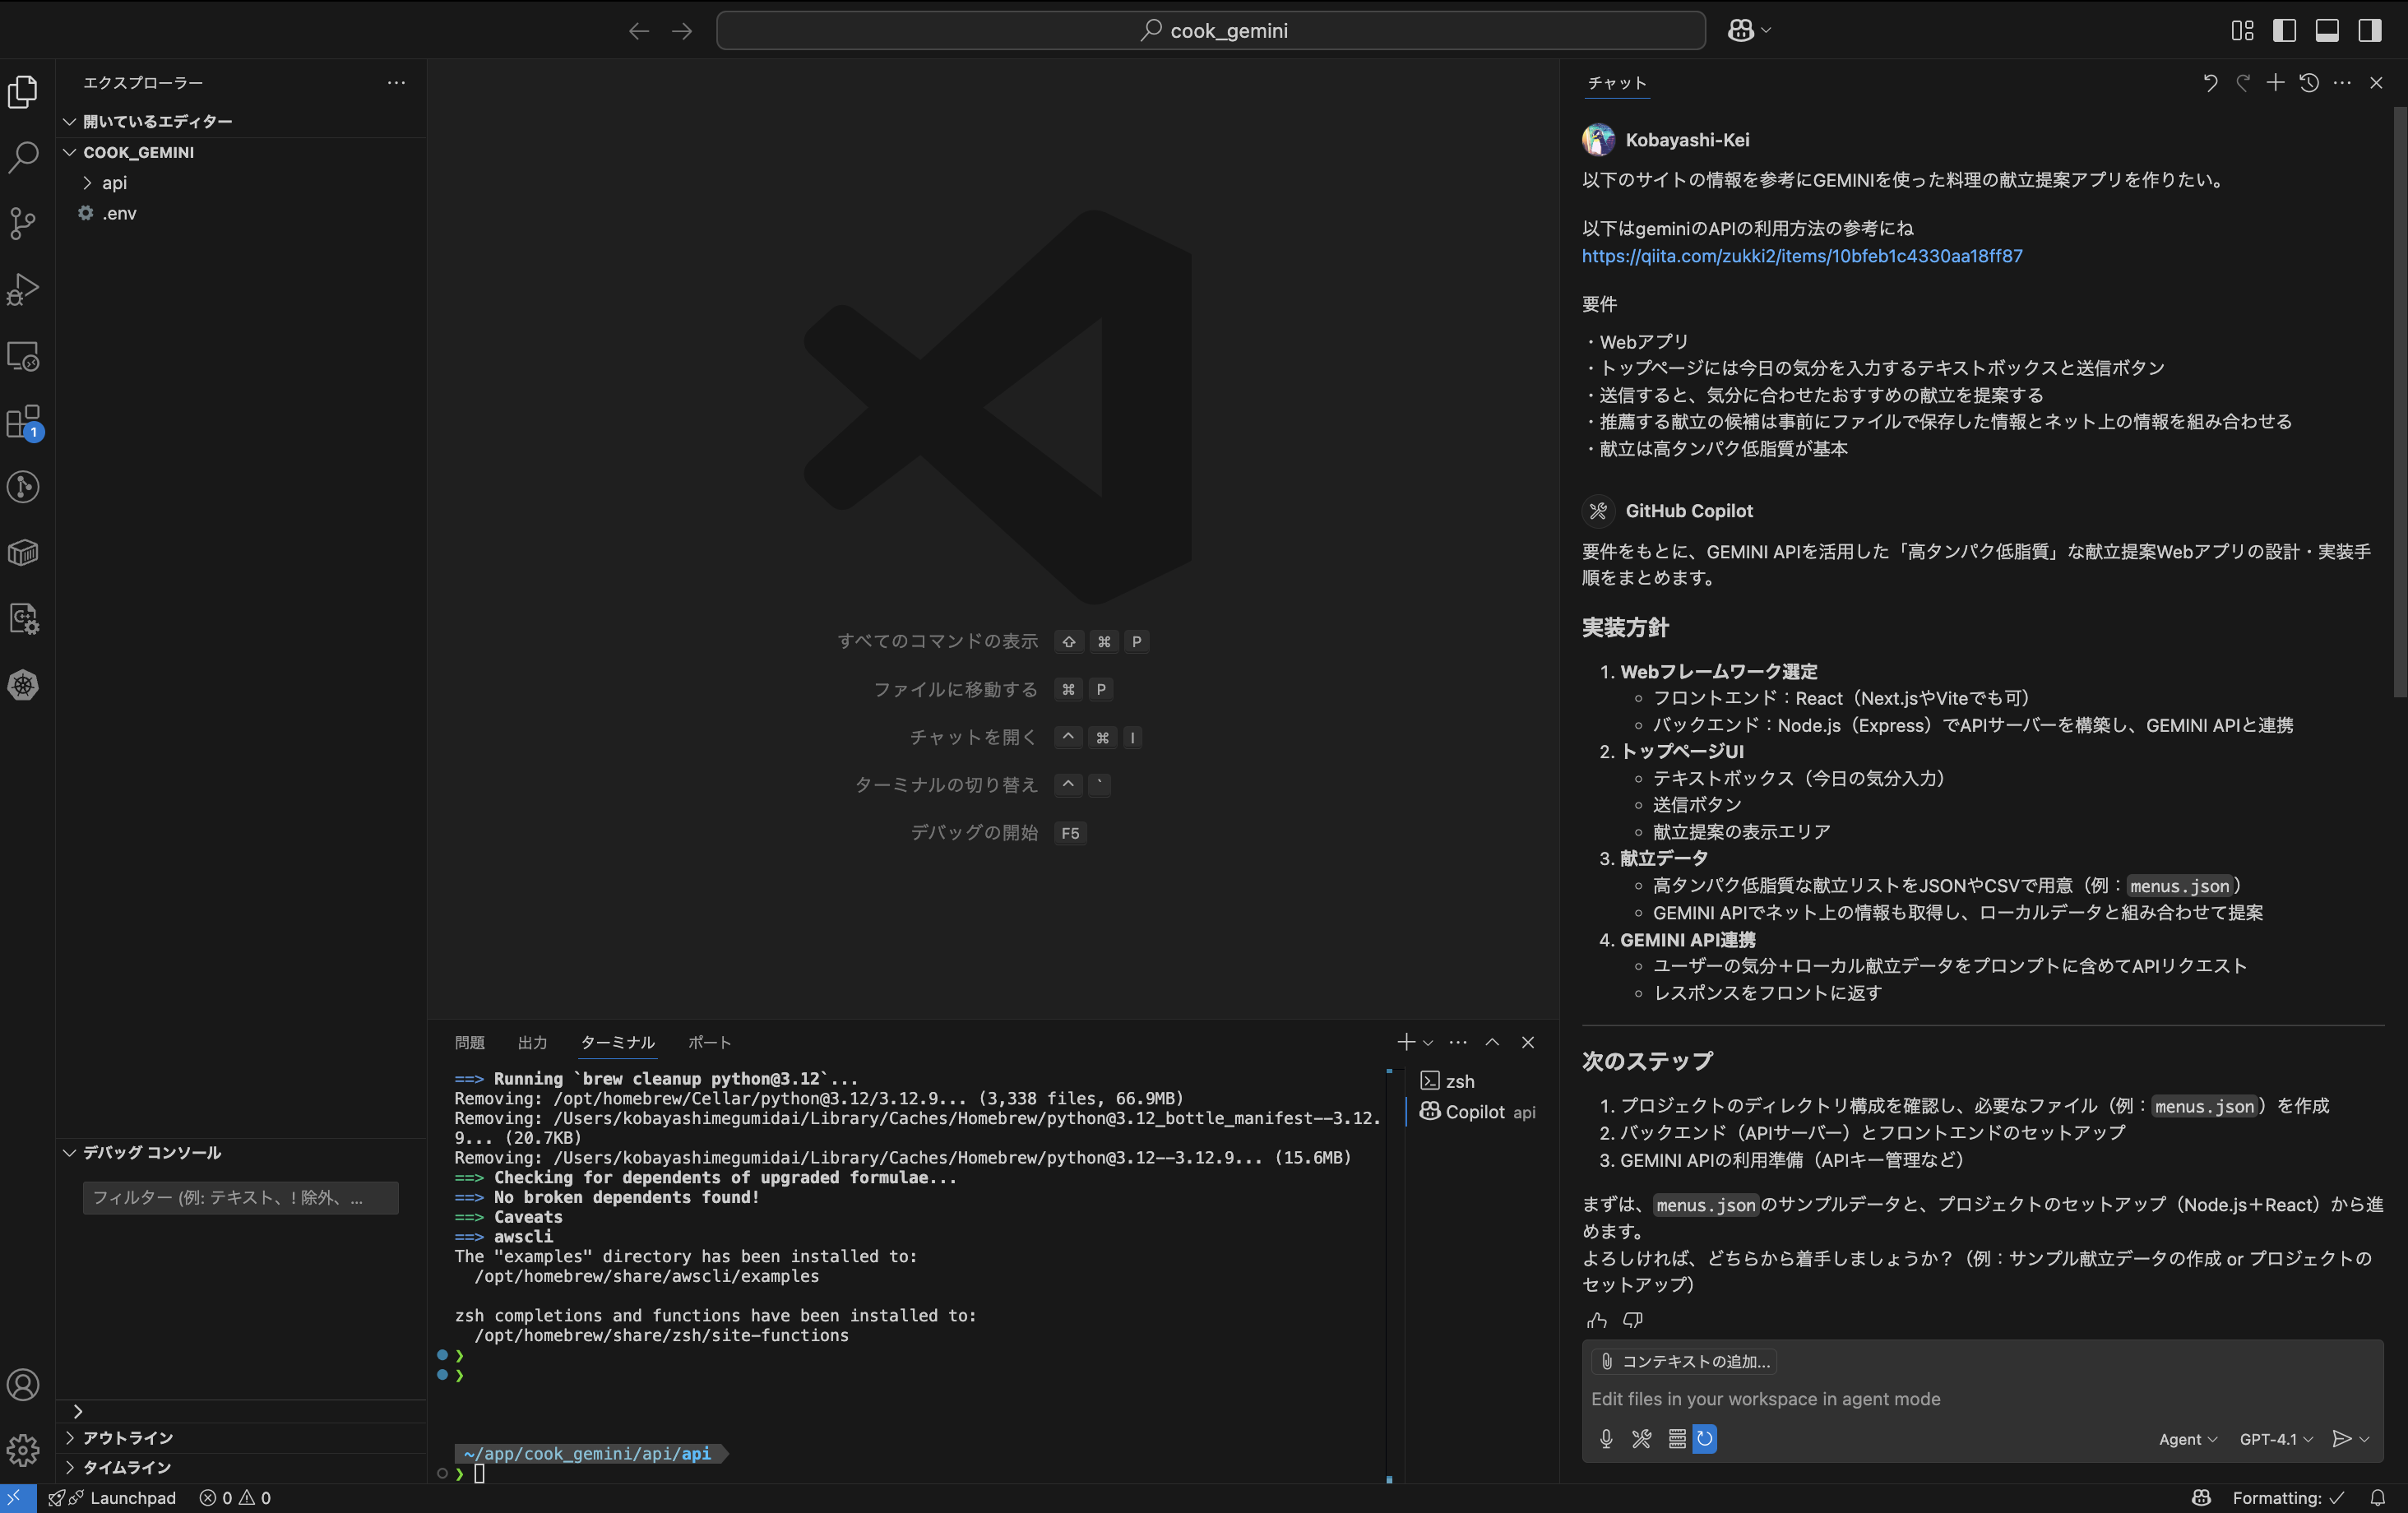 cook_gemini
エクスプローラー
開いているエディター
COOK_GEMINI
api
.env
1
デバッグ コンソール
フィルター (例: テキスト、! 除外、...
アウトライン
タイムライン
すべてのコマンドの表示 ⇧ ⌘ P
ファイルに移動する ⌘ P
チャットを開く ^ ⌘ I
ターミナルの切り替え ^ `
デバッグの開始 F5
問題 出力 ターミナル ポート
==> Running `brew cleanup python@3.12`...
Removing: /opt/homebrew/Cellar/python@3.12/3.12.9... (3,338 files, 66.9MB)
Removing: /Users/kobayashimegumidai/Library/Caches/Homebrew/python@3.12_bottle_manifest--3.12.
9... (20.7KB)
Removing: /Users/kobayashimegumidai/Library/Caches/Homebrew/python@3.12--3.12.9... (15.6MB)
==> Checking for dependents of upgraded formulae...
==> No broken dependents found!
==> Caveats
==> awscli
The "examples" directory has been installed to:
/opt/homebrew/share/awscli/examples
zsh completions and functions have been installed to:
/opt/homebrew/share/zsh/site-functions
❯
❯
~/app/cook_gemini/api/api
❯
zsh
Copilot api
チャット
Kobayashi-Kei
以下のサイトの情報を参考にGEMINIを使った料理の献立提案アプリを作りたい。
以下はgeminiのAPIの利用方法の参考にね
https://qiita.com/zukki2/items/10bfeb1c4330aa18ff87
要件
・Webアプリ
・トップページには今日の気分を入力するテキストボックスと送信ボタン
・送信すると、気分に合わせたおすすめの献立を提案する
・推薦する献立の候補は事前にファイルで保存した情報とネット上の情報を組み合わせる
・献立は高タンパク低脂質が基本
GitHub Copilot
要件をもとに、GEMINI APIを活用した「高タンパク低脂質」な献立提案Webアプリの設計・実装手
順をまとめます。
実装方針
1. Webフレームワーク選定
◦ フロントエンド：React（Next.jsやViteでも可）
◦ バックエンド：Node.js（Express）でAPIサーバーを構築し、GEMINI APIと連携
2. トップページUI
◦ テキストボックス（今日の気分入力）
◦ 送信ボタン
◦ 献立提案の表示エリア
3. 献立データ
◦ 高タンパク低脂質な献立リストをJSONやCSVで用意（例：menus.json）
◦ GEMINI APIでネット上の情報も取得し、ローカルデータと組み合わせて提案
4. GEMINI API連携
◦ ユーザーの気分＋ローカル献立データをプロンプトに含めてAPIリクエスト
◦ レスポンスをフロントに返す
次のステップ
1. プロジェクトのディレクトリ構成を確認し、必要なファイル（例：menus.json）を作成
2. バックエンド（APIサーバー）とフロントエンドのセットアップ
3. GEMINI APIの利用準備（APIキー管理など）
まずは、menus.jsonのサンプルデータと、プロジェクトのセットアップ（Node.js＋React）から進
めます。
よろしければ、どちらから着手しましょうか？（例：サンプル献立データの作成 or プロジェクトの
セットアップ）
コンテキストの追加...
Edit files in your workspace in agent mode
Agent GPT-4.1
Launchpad 0 0
Formatting: ✓